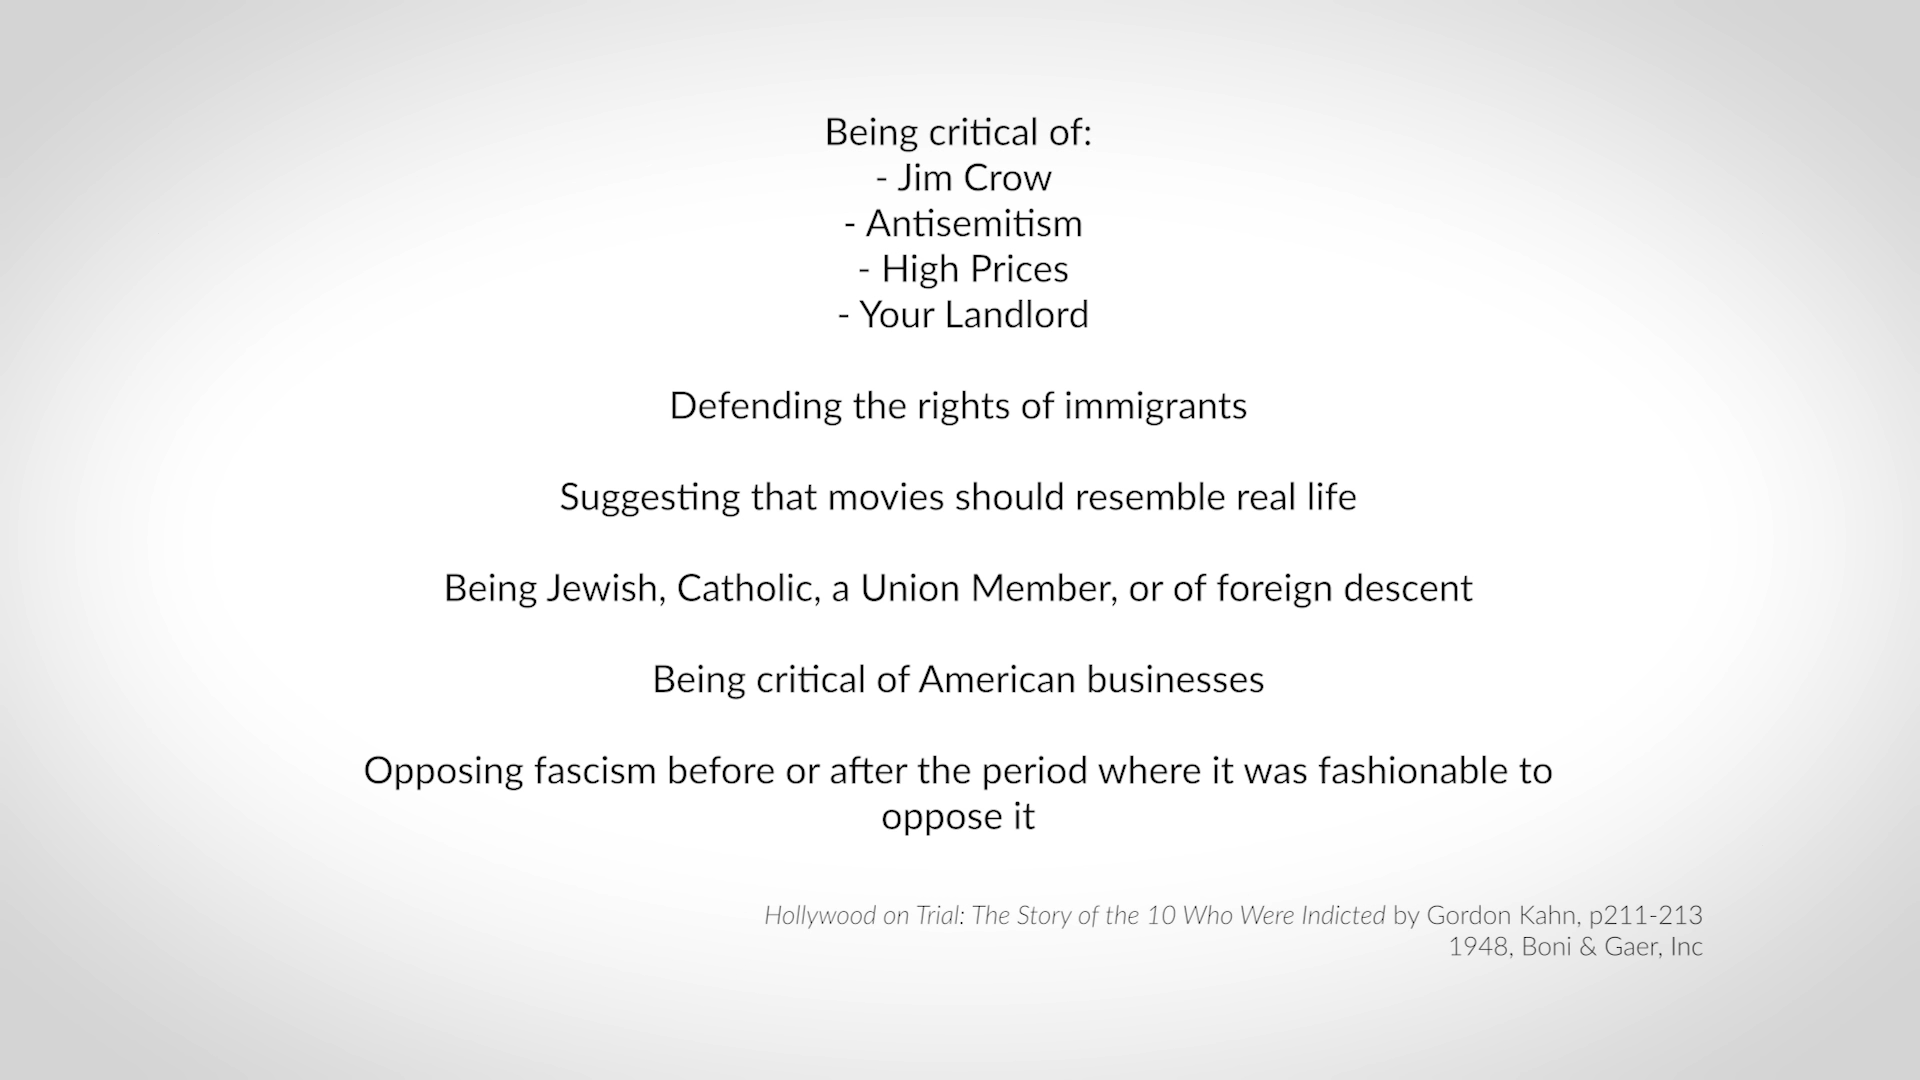 Being critical of:
- Jim Crow
- Antisemitism
- High Prices
- Your Landlord
Defending the rights of immigrants
Suggesting that movies should resemble real life
Being Jewish, Catholic, a Union Member, or of foreign descent
Being critical of American businesses
Opposing fascism before or after the period where it was fashionable to
oppose it
Hollywood on Trial: The Story of the 10 Who Were Indicted by Gordon Kahn, p211-213
1948, Boni & Gaer, Inc